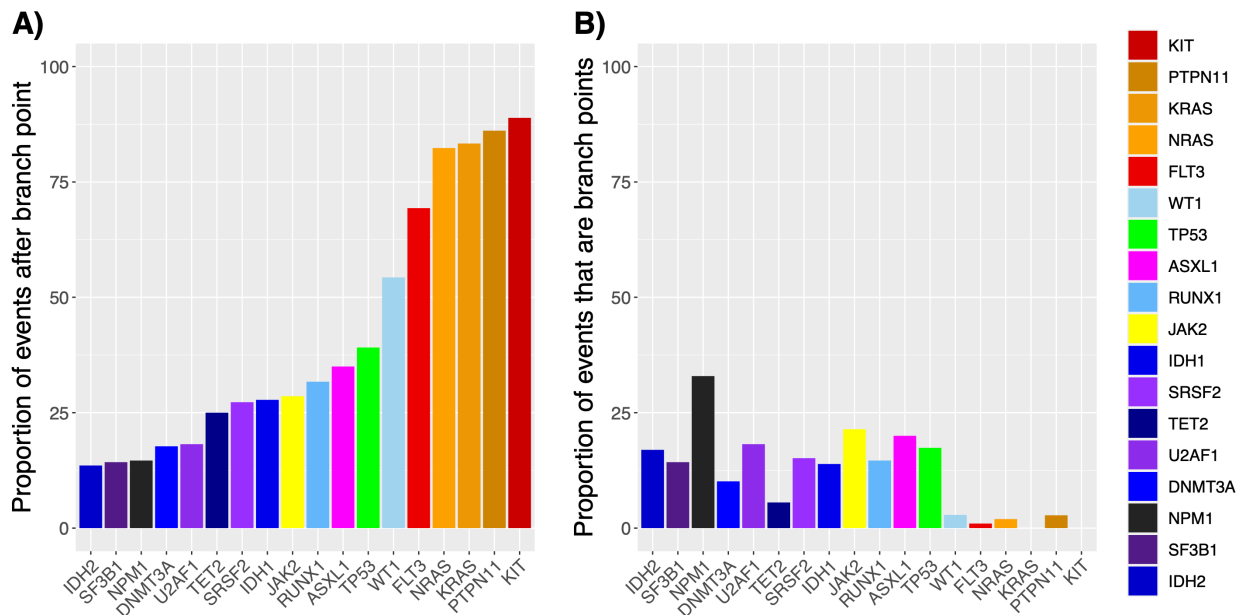 A)
Proportion of events after branch point
100
75
50
25
0
IDH2
SF3B1
NPM1
DNMT3A
U2AF1
TET2
SRSF2
IDH1
JAK2
RUNX1
ASXL1
TP53
WT1
FLT3
NRAS
KRAS
PTPN11
KIT
B)
Proportion of events that are branch points
100
75
50
25
0
IDH2
SF3B1
NPM1
DNMT3A
U2AF1
TET2
SRSF2
IDH1
JAK2
RUNX1
ASXL1
TP53
WT1
FLT3
NRAS
KRAS
PTPN11
KIT
KIT
PTPN11
KRAS
NRAS
FLT3
WT1
TP53
ASXL1
RUNX1
JAK2
IDH1
SRSF2
TET2
U2AF1
DNMT3A
NPM1
SF3B1
IDH2